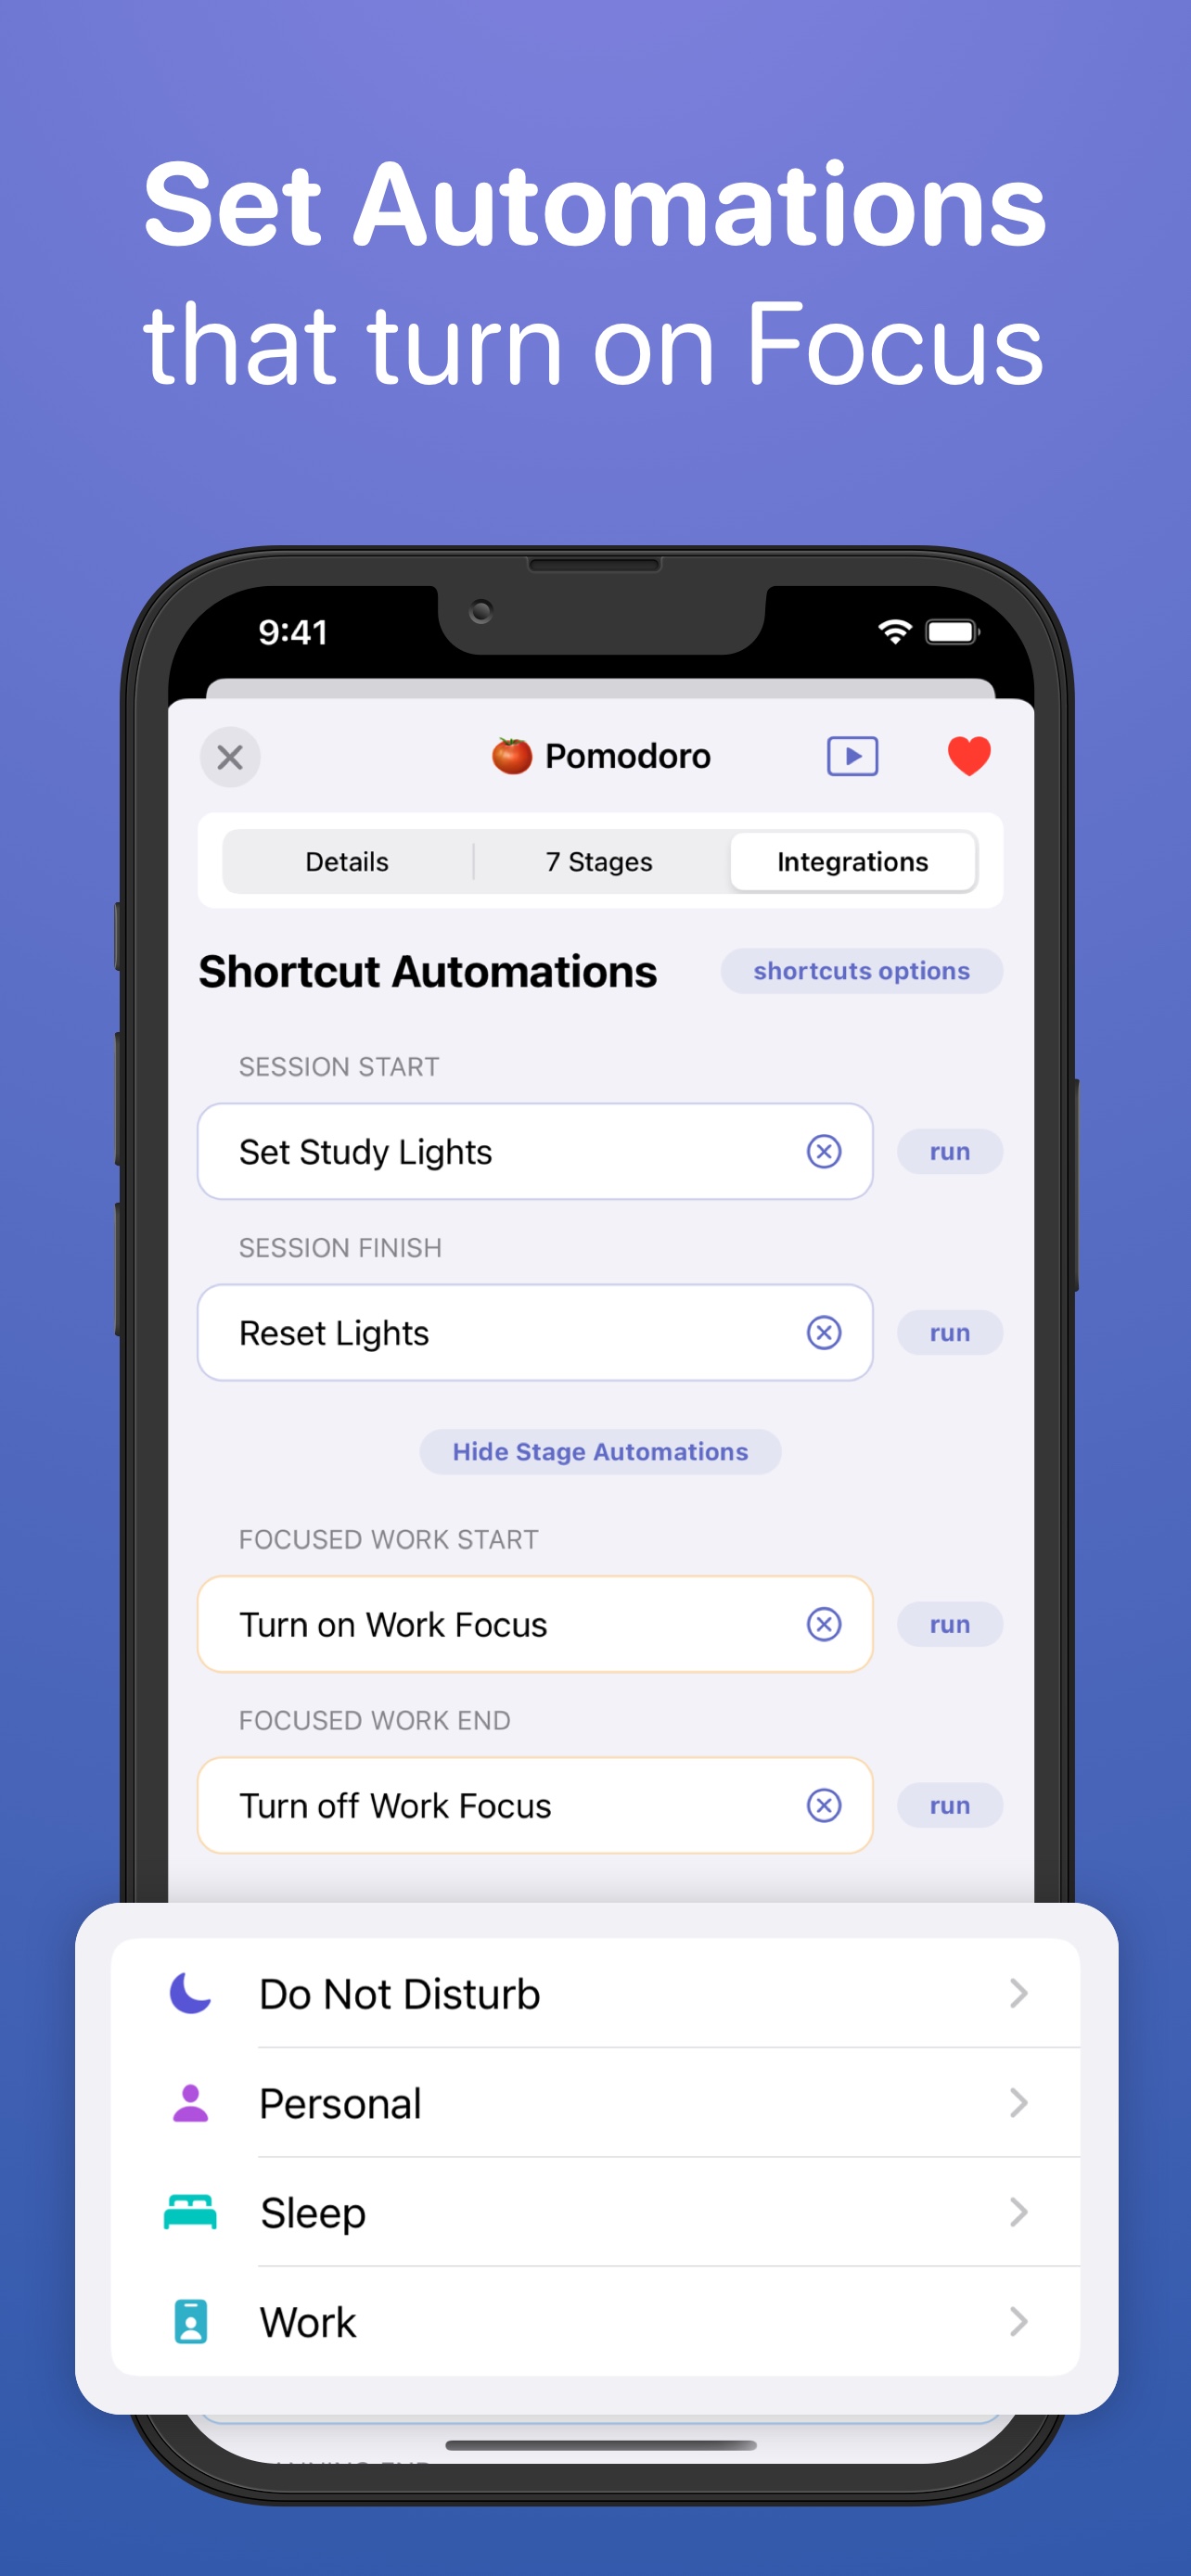 Set Automations
that turn on Focus
9:41
Pomodoro
Details
7 Stages
Integrations
Shortcut Automations
shortcuts options
SESSION START
Set Study Lights
run
SESSION FINISH
Reset Lights
run
Hide Stage Automations
FOCUSED WORK START
Turn on Work Focus
run
FOCUSED WORK END
Turn off Work Focus
run
Do Not Disturb
Personal
Sleep
Work